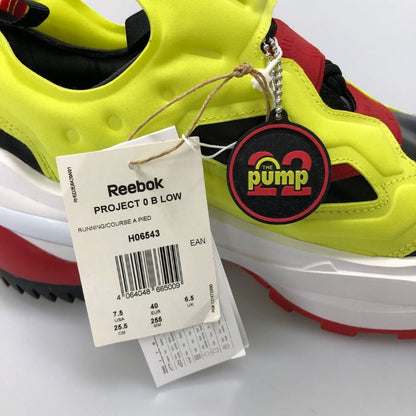 Reebok
PROJECT 0 B LOW
RUNNING/COURSE A PIED
H06543
EAN
4 064048 665009
7.5 40 6.5
USA EUR UK
25.5 255
CM MM
THE
pump
22